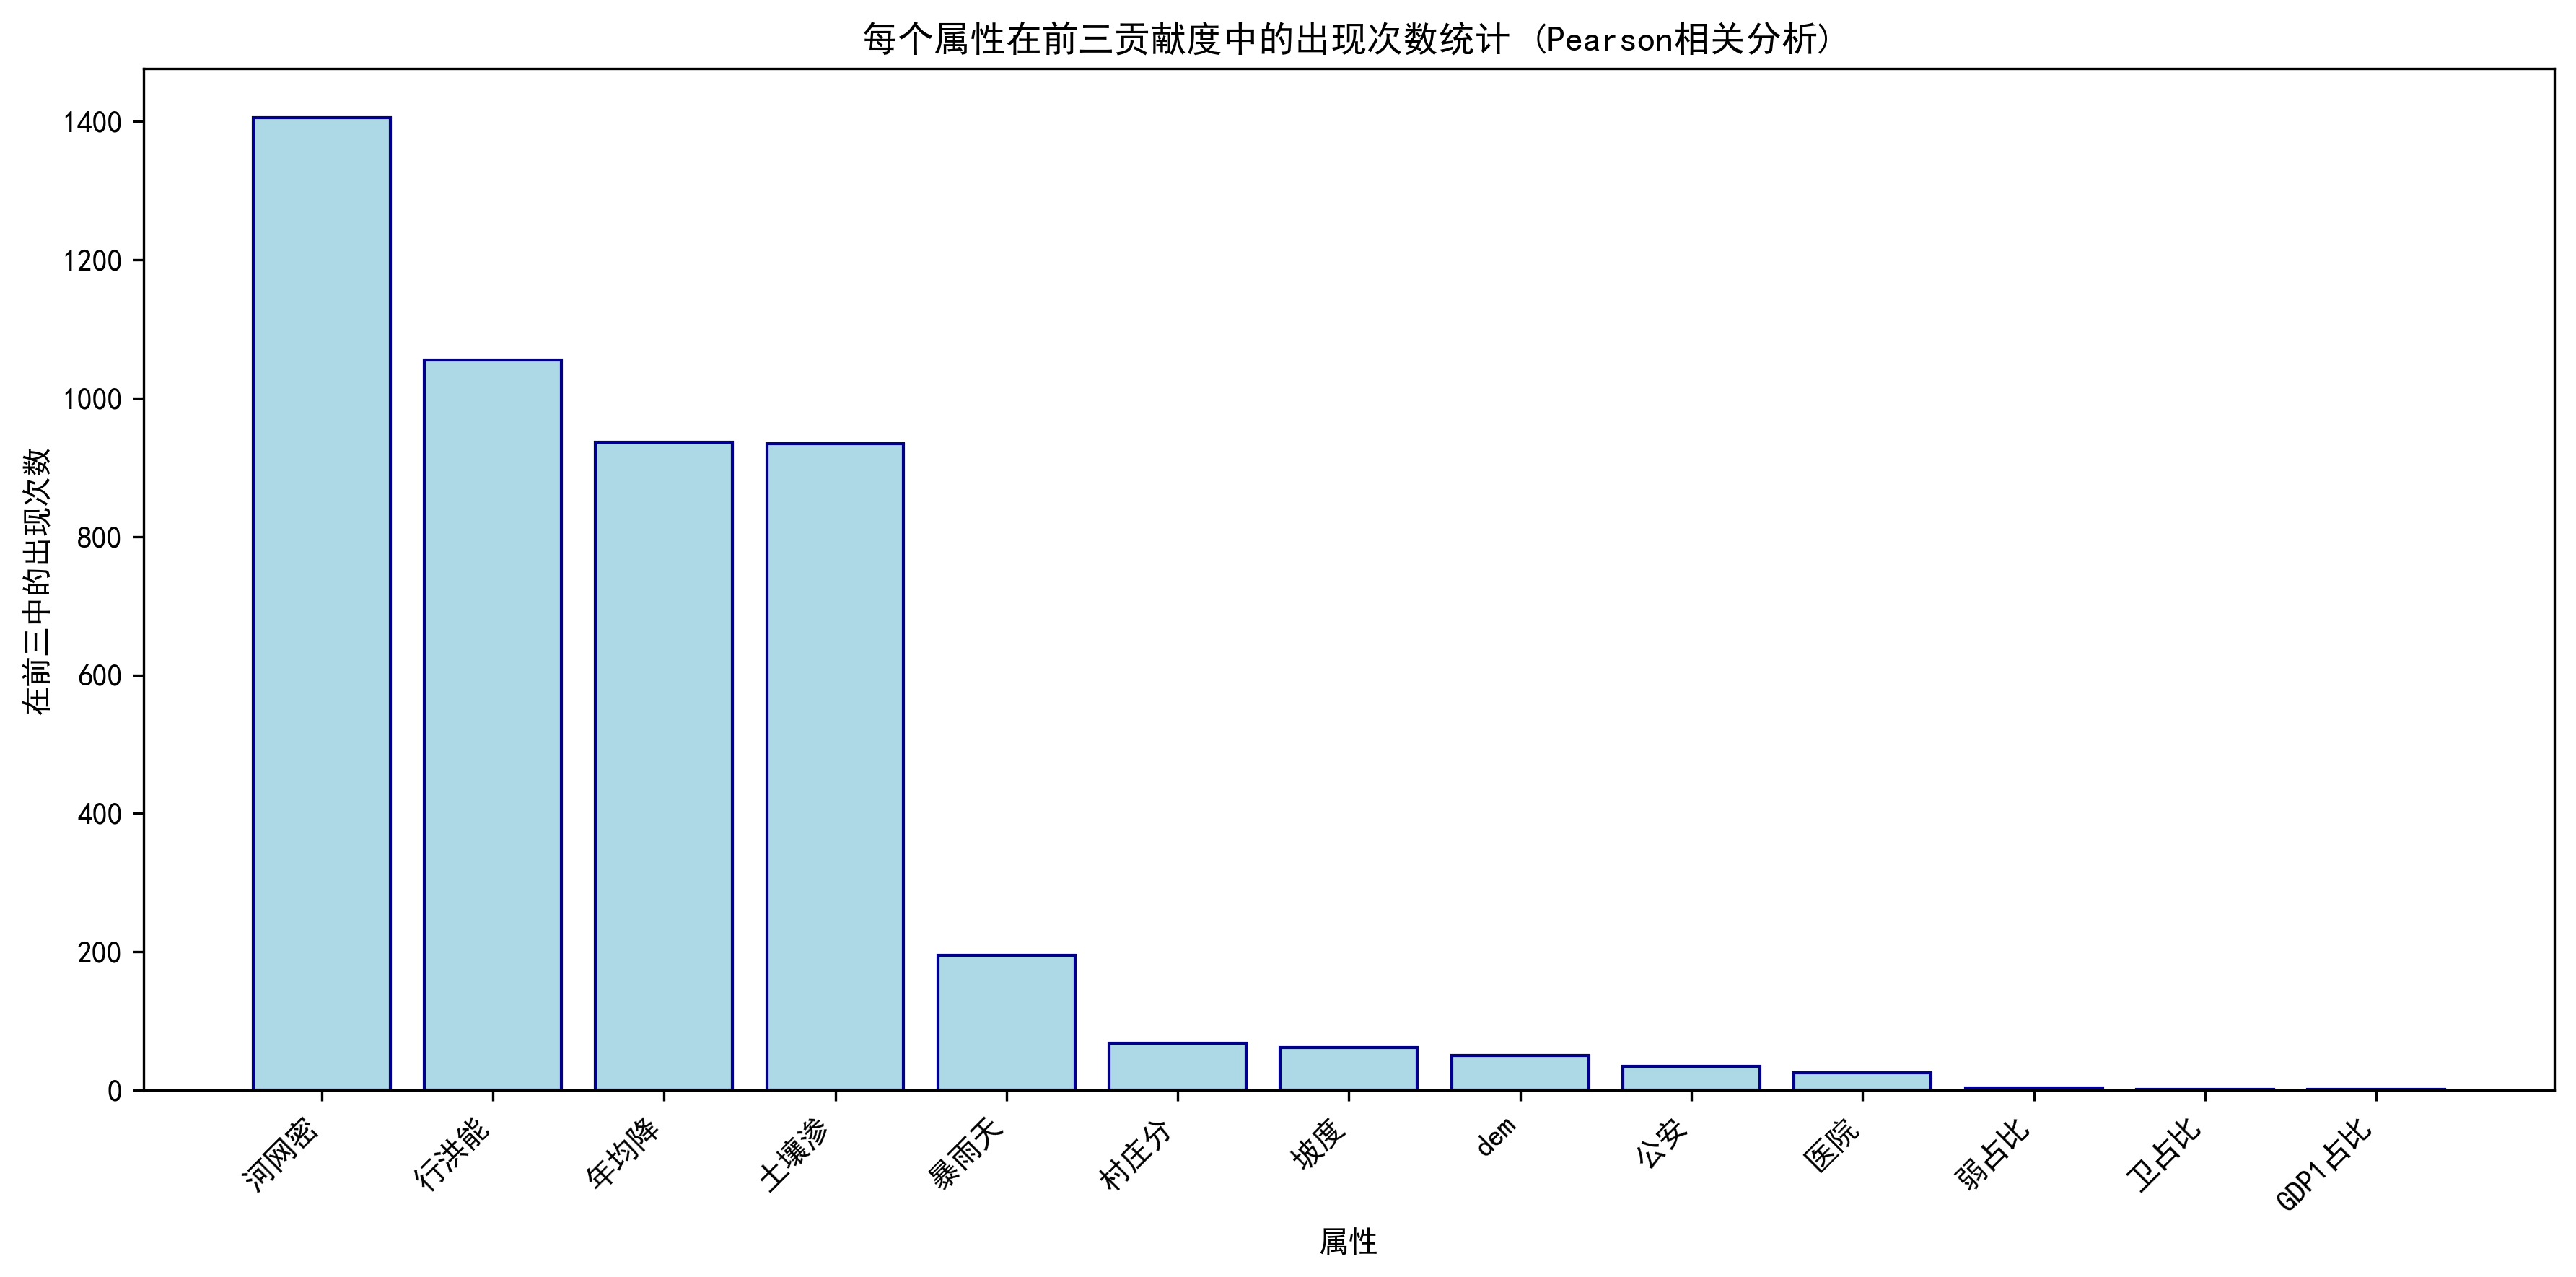 每个属性在前三贡献度中的出现次数统计 (Pearson相关分析)
在前三中的出现次数
1400
1200
1000
800
600
400
200
0
河网密
行洪能
年均降
土壤渗
暴雨天
村庄分
坡度
dem
公安
医院
弱占比
卫占比
GDP1占比
属性